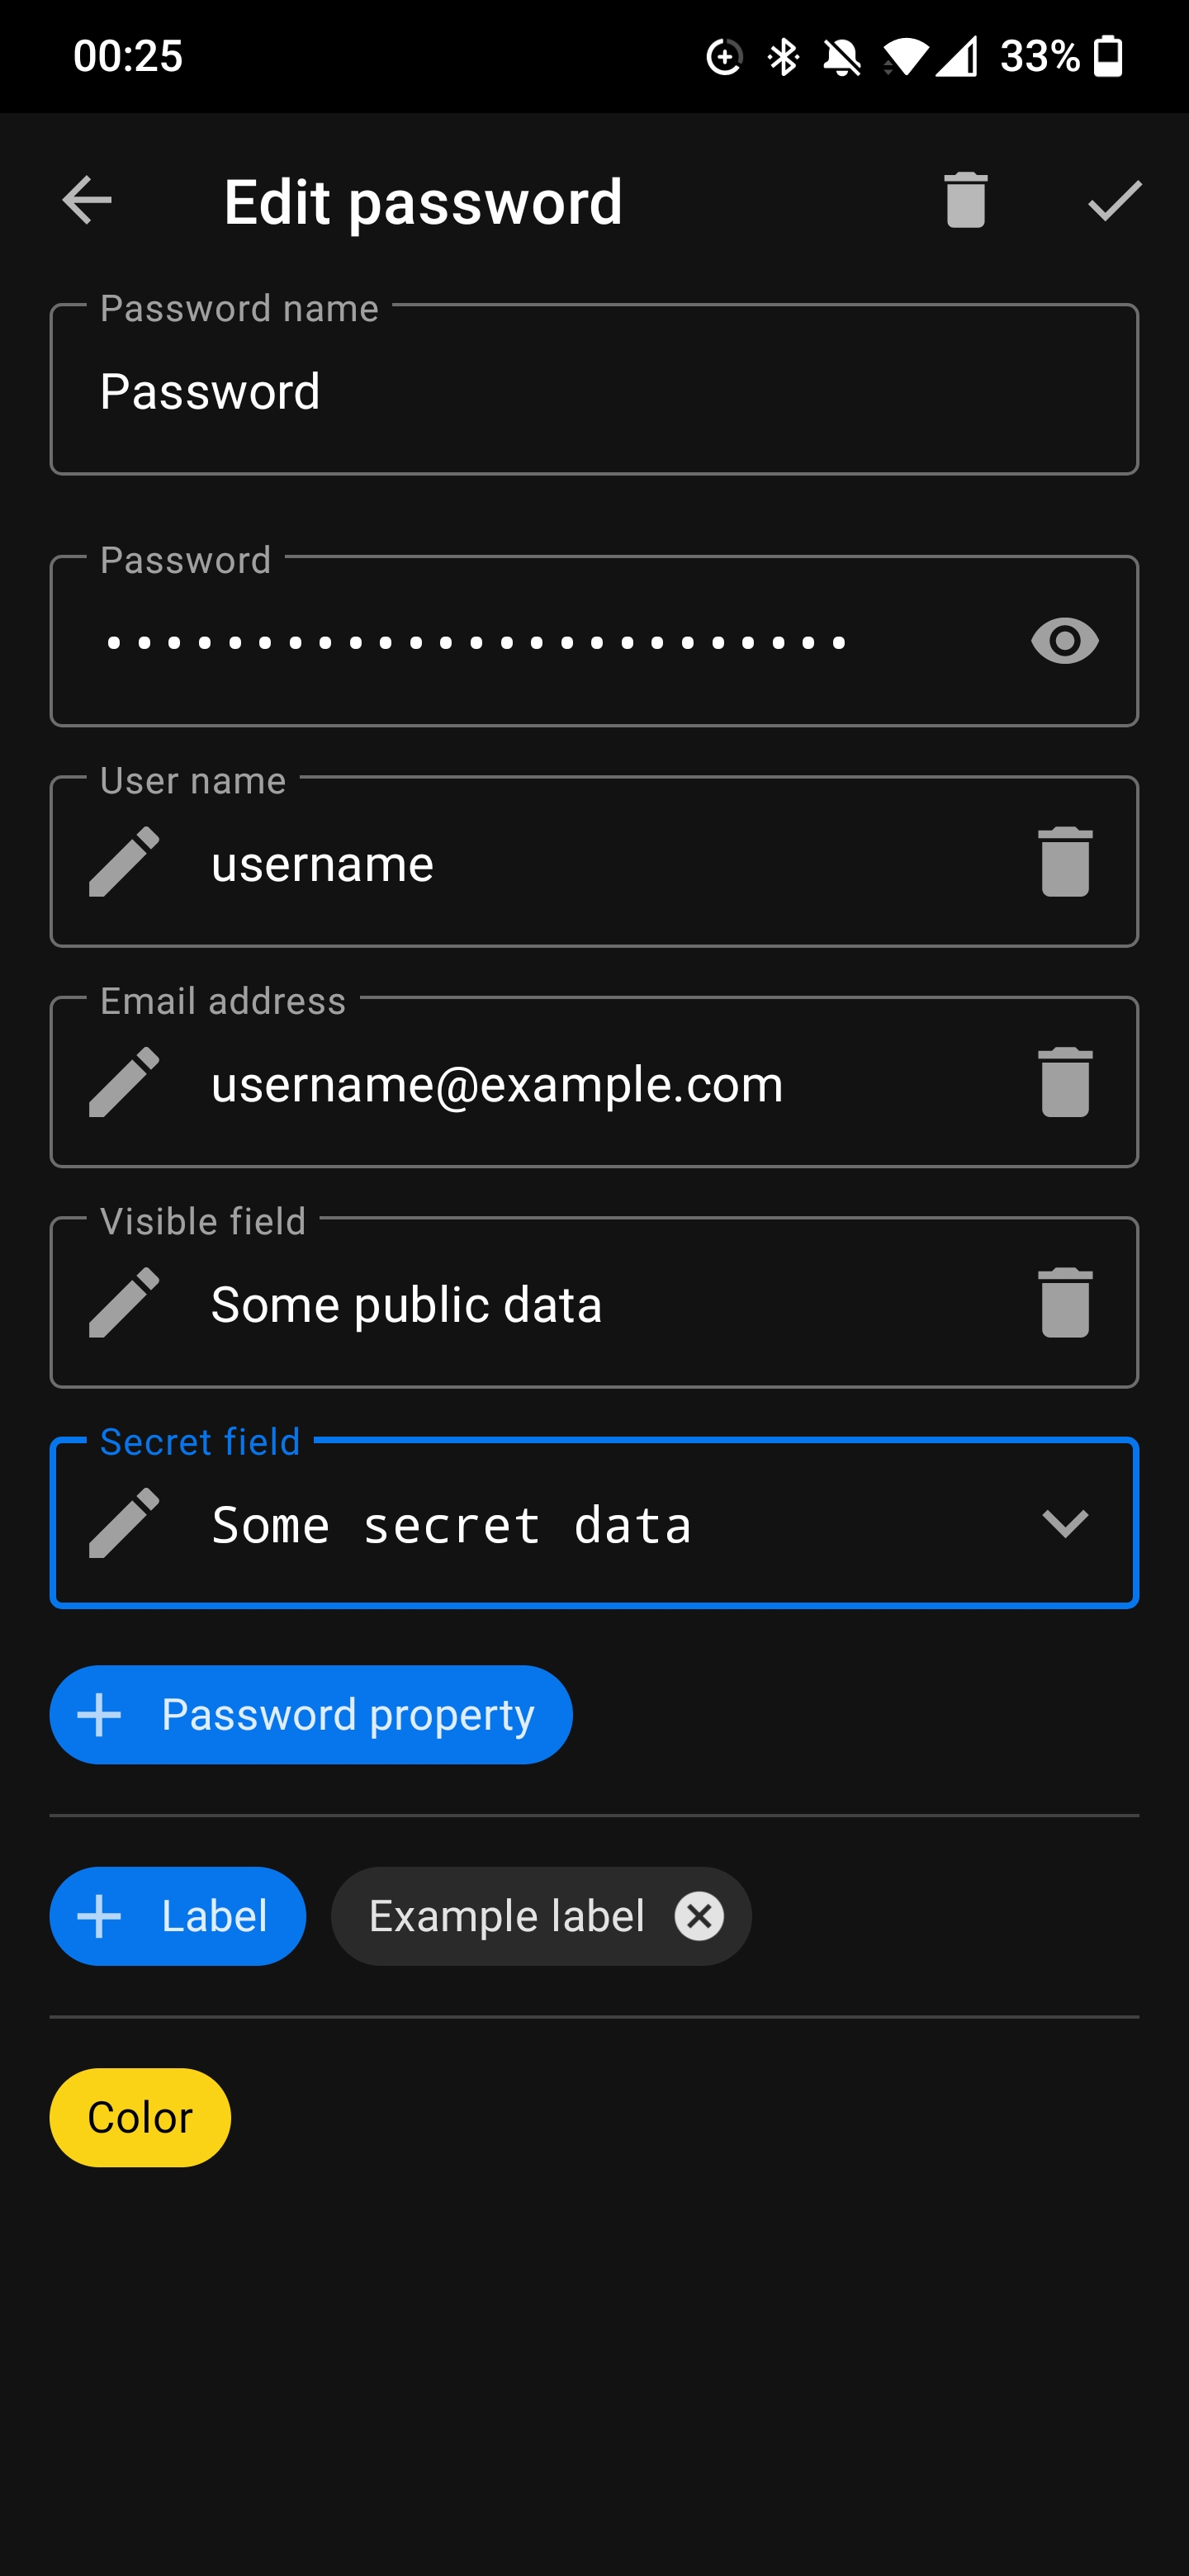 00:25 33%
Edit password
Password name
Password
Password
•••••••••••••••••••••••••
User name
username
Email address
username@example.com
Visible field
Some public data
Secret field
Some secret data
Password property
Label Example label
Color